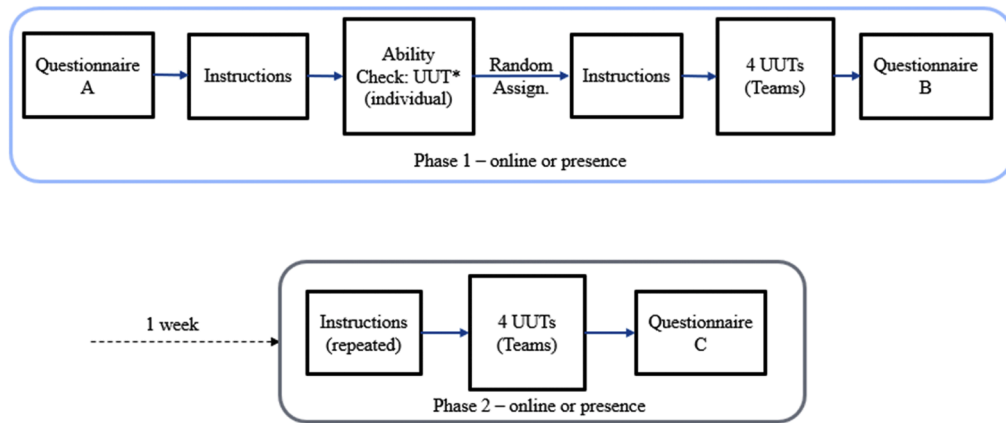 Questionnaire
A
Instructions
Ability
Check: UUT*
(individual)
Random
Assign.
Instructions
4 UUTs
(Teams)
Questionnaire
B
Phase 1 – online or presence
1 week
Instructions
(repeated)
4 UUTs
(Teams)
Questionnaire
C
Phase 2 – online or presence